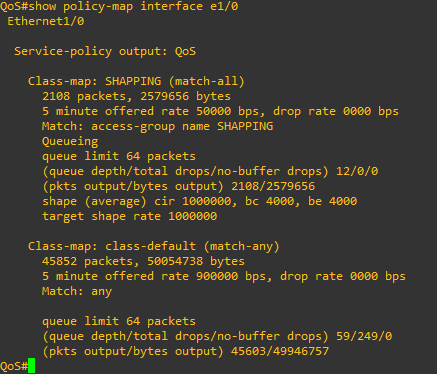 QoS#show policy-map interface e1/0
Ethernet1/0
Service-policy output: QoS
Class-map: SHAPPING (match-all)
2108 packets, 2579656 bytes
5 minute offered rate 50000 bps, drop rate 0000 bps
Match: access-group name SHAPPING
Queueing
queue limit 64 packets
(queue depth/total drops/no-buffer drops) 12/0/0
(pkts output/bytes output) 2108/2579656
shape (average) cir 1000000, bc 4000, be 4000
target shape rate 1000000
Class-map: class-default (match-any)
45852 packets, 50054738 bytes
5 minute offered rate 900000 bps, drop rate 0000 bps
Match: any
queue limit 64 packets
(queue depth/total drops/no-buffer drops) 59/249/0
(pkts output/bytes output) 45603/49946757
QoS#